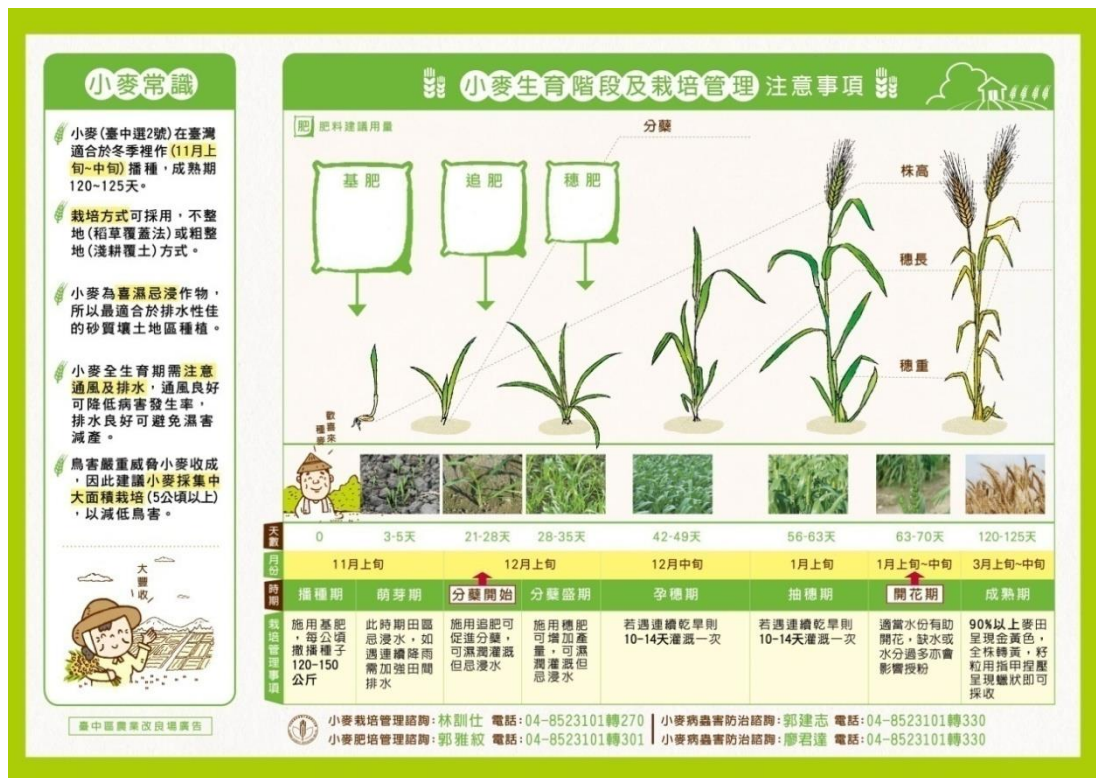 小麥常識
小麥(臺中選2號)在臺灣
適合於冬季裡作(11月上
旬~中旬)播種，成熟期
120~125天。
栽培方式可採用，不整
地(稻草覆蓋法)或粗整
地(淺耕覆土)方式。
小麥為喜濕忌浸作物，
所以最適合於排水性佳
的砂質壤土地區種植。
小麥全生育期需注意
通風及排水，通風良好
可降低病害發生率，
排水良好可避免濕害
減產。
鳥害嚴重威脅小麥收成
，因此建議小麥採集中
大面積栽培(5公頃以上)
，以減低鳥害。
大豐收
臺中區農業改良場廣告
小麥生育階段及栽培管理 注意事項
肥 肥料建議用量
基肥
追肥
穗肥
分蘗
株高
穗長
穗重
歡喜來
種麥
天數
0
3-5天
21-28天
28-35天
42-49天
56-63天
63-70天
120-125天
月份
11月上旬
12月上旬
12月中旬
1月上旬
1月上旬~中旬
3月上旬~中旬
時期
播種期
萌芽期
分蘗開始
分蘗盛期
孕穗期
抽穗期
開花期
成熟期
栽培管理事項
施用基肥
，每公頃
撒播種子
120-150
公斤
此時期田區
忌浸水，如
遇連續降雨
需加強田間
排水
施用追肥可
促進分蘗，
可濕潤灌溉
但忌浸水
施用穗肥
可增加產
量，可濕
潤灌溉但
忌浸水
若遇連續乾旱則
10-14天灌溉一次
若遇連續乾旱則
10-14天灌溉一次
適當水份有助
開花，缺水或
水分過多亦會
影響授粉
90%以上麥田
呈現金黃色，
全株轉黃，籽
粒用指甲捏壓
呈現蠟狀即可
採收
小麥栽培管理諮詢：林訓仕 電話：04-8523101轉270
小麥肥培管理諮詢：郭雅紋 電話：04-8523101轉301
小麥病蟲害防治諮詢：郭建志 電話：04-8523101轉330
小麥病蟲害防治諮詢：廖君達 電話：04-8523101轉330